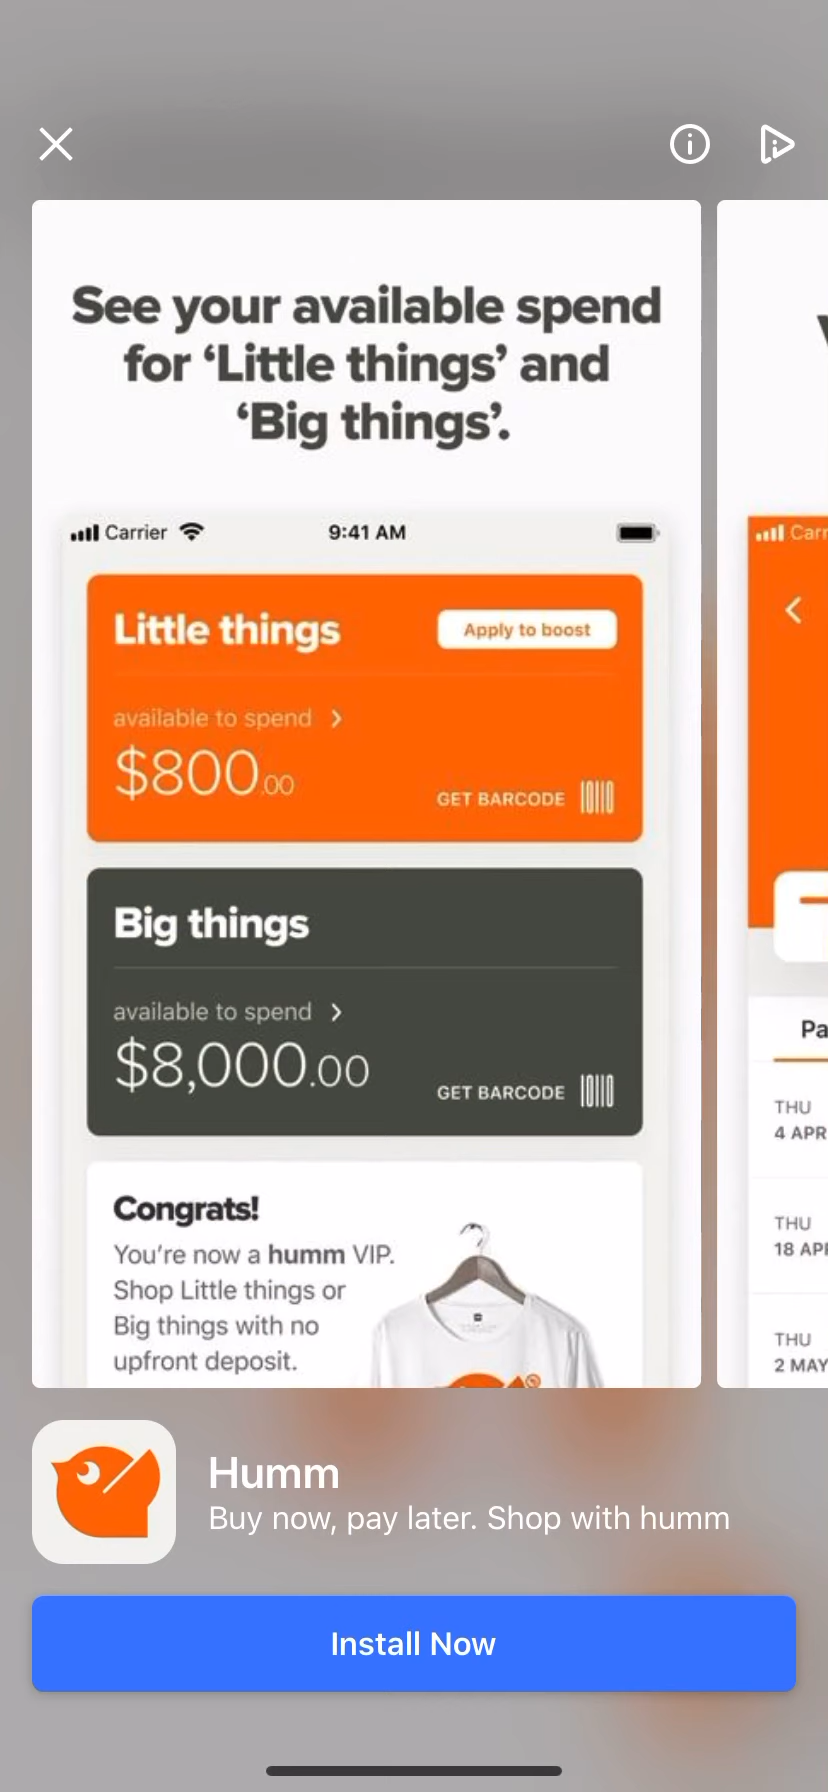 See your available spend
for ‘Little things’ and
‘Big things’.
Carrier
9:41 AM
Little things
Apply to boost
available to spend
$800.00
GET BARCODE
Big things
available to spend
$8,000.00
GET BARCODE
Congrats!
You’re now a humm VIP.
Shop Little things or
Big things with no
upfront deposit.
Carr
Pa
THU
4 APR
THU
18 APR
THU
2 MAY
Humm
Buy now, pay later. Shop with humm
Install Now